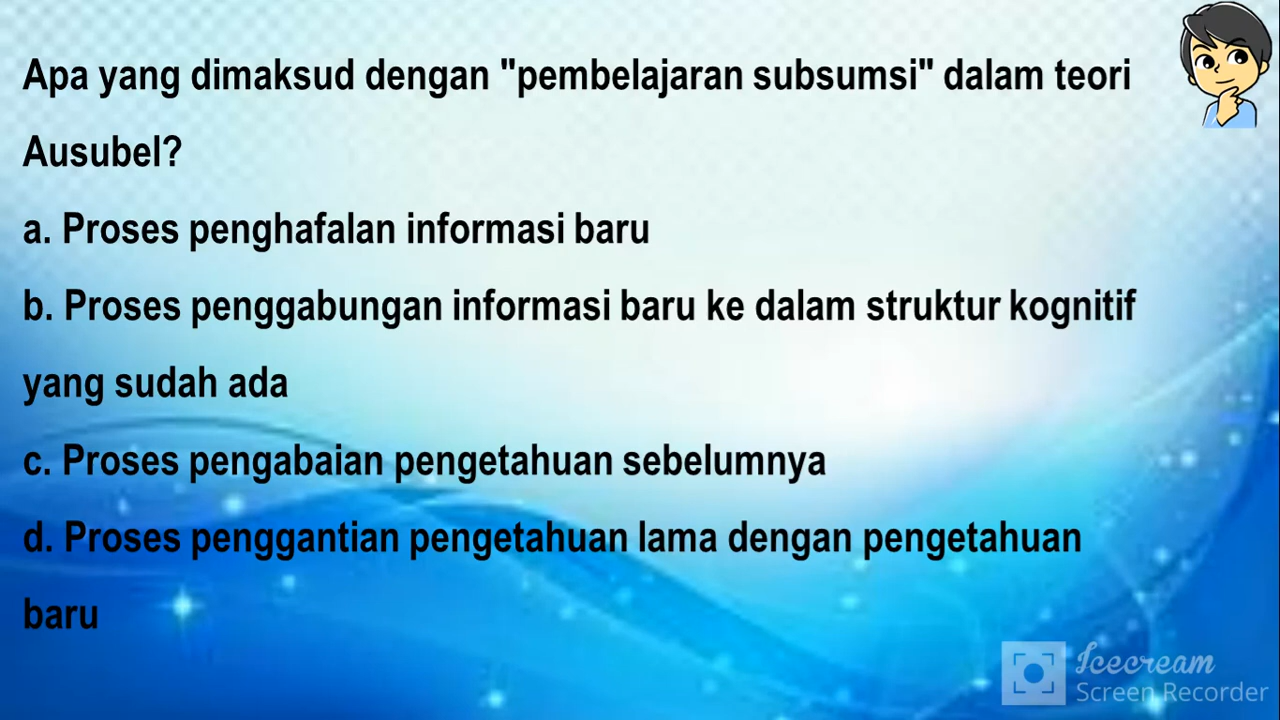 Apa yang dimaksud dengan "pembelajaran subsumsi" dalam teori
Ausubel?
a. Proses penghafalan informasi baru
b. Proses penggabungan informasi baru ke dalam struktur kognitif
yang sudah ada
c. Proses pengabaian pengetahuan sebelumnya
d. Proses penggantian pengetahuan lama dengan pengetahuan
baru
Icecream
Screen Recorder